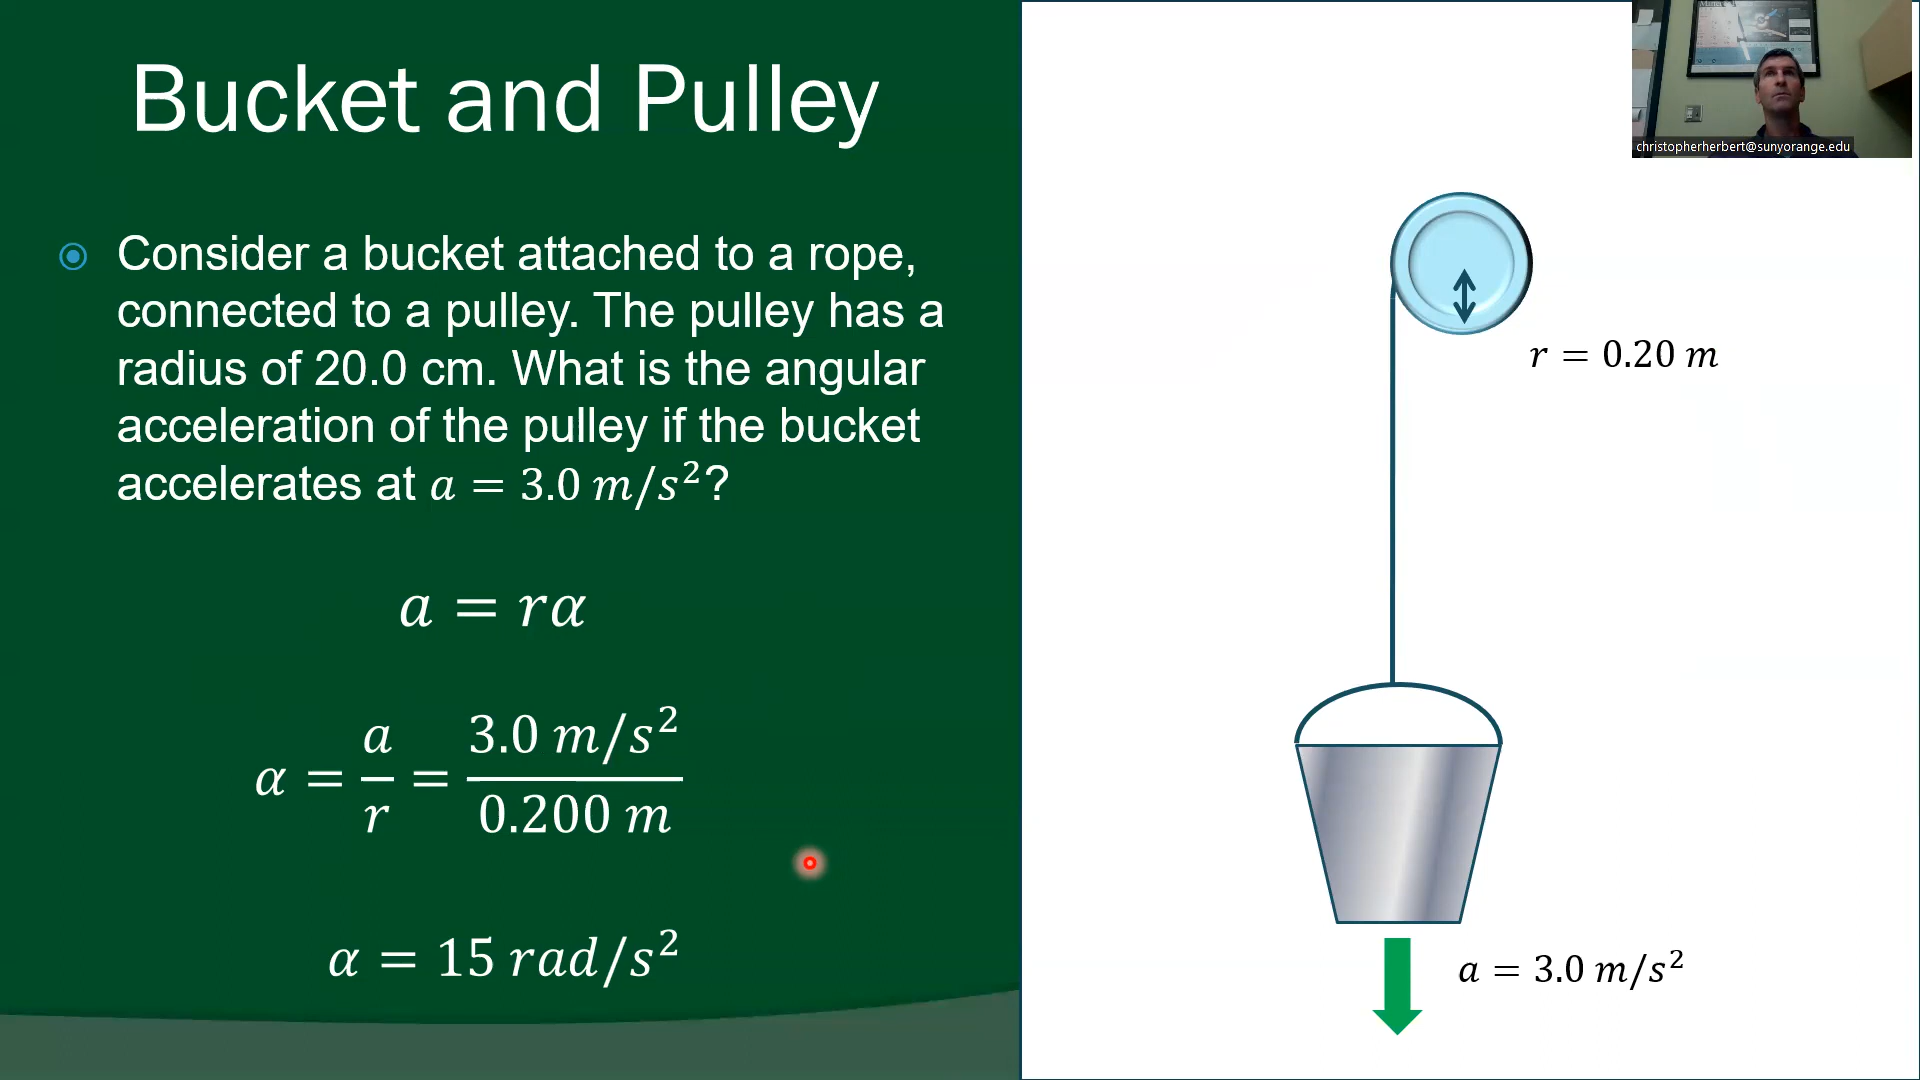 Bucket and Pulley
Consider a bucket attached to a rope,
connected to a pulley. The pulley has a
radius of 20.0 cm. What is the angular
acceleration of the pulley if the bucket
accelerates at a = 3.0 m/s²?
a = rα
α = a/r = 3.0 m/s²/0.200 m
α = 15 rad/s²
christopherherbert@sunyorange.edu
r = 0.20 m
a = 3.0 m/s²